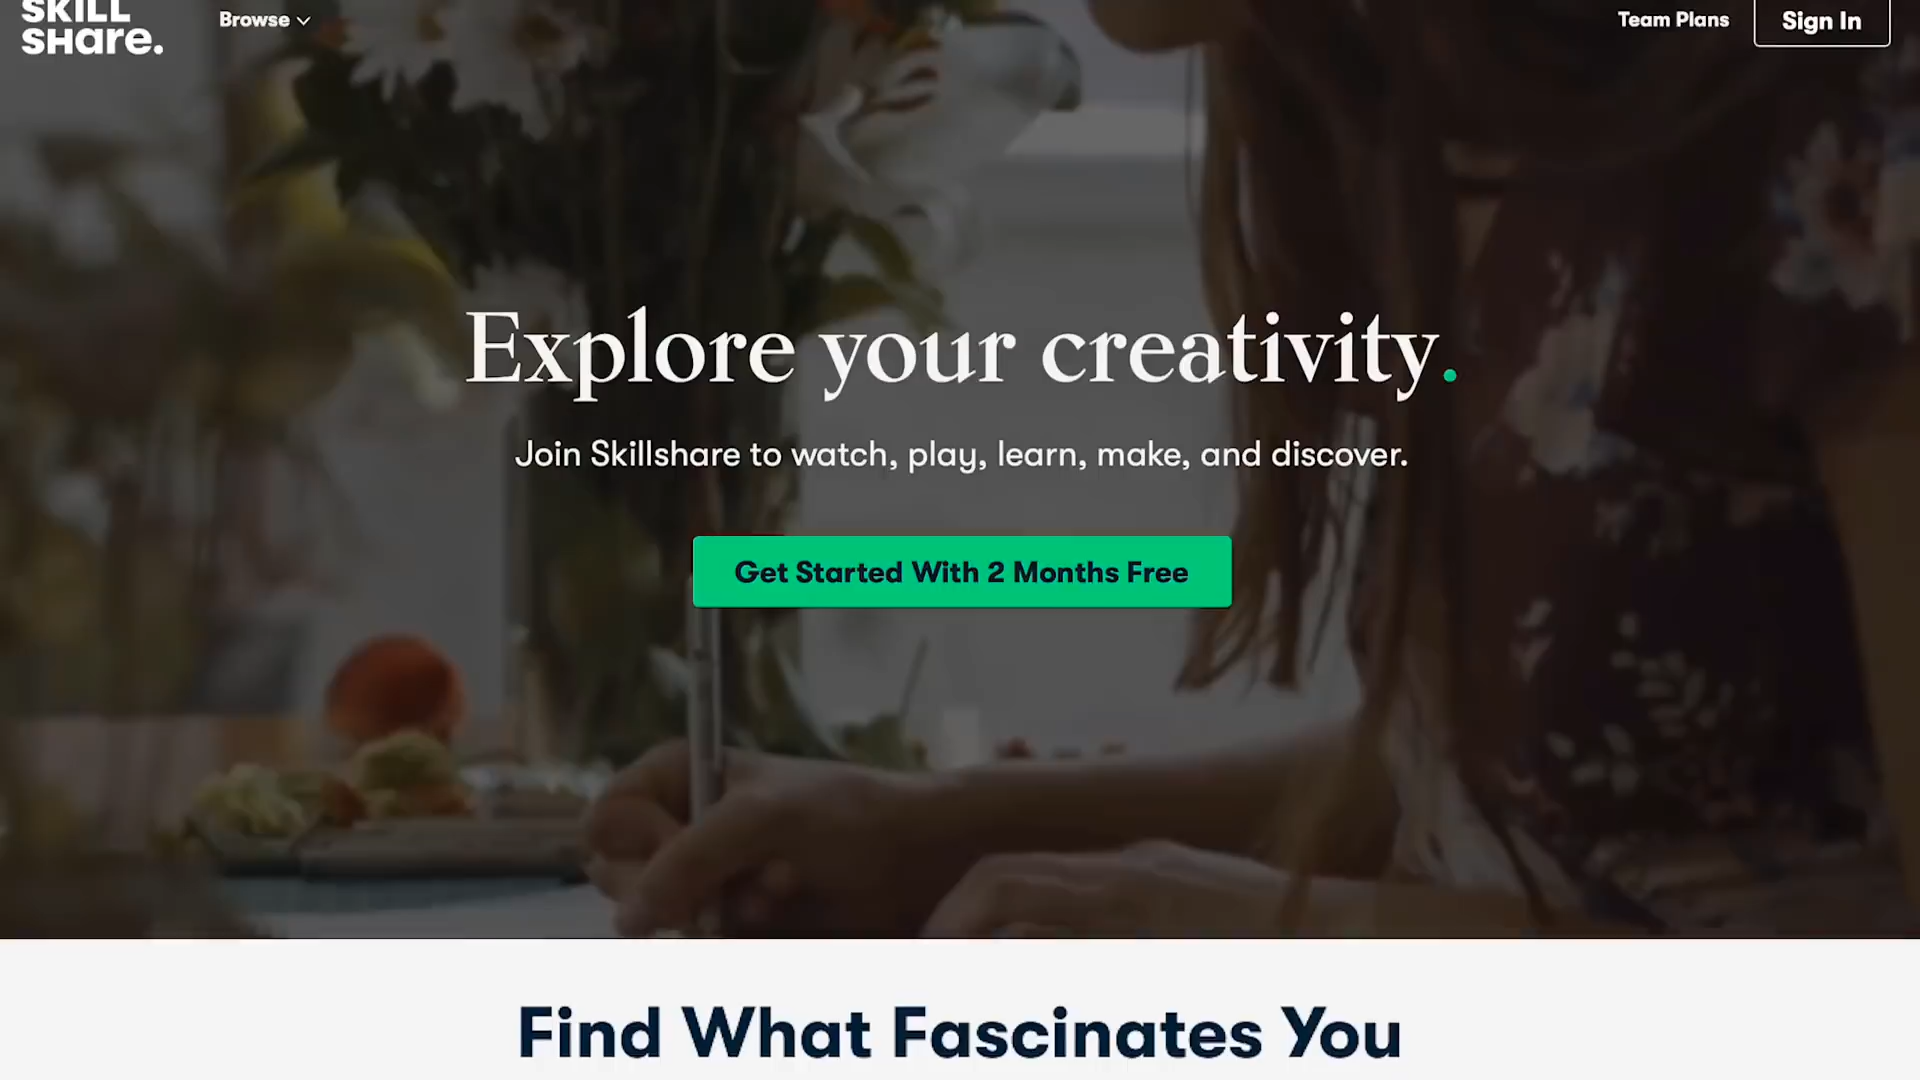 SKILL
SHare.
Browse
Team Plans
Sign In
Explore your creativity.
Join Skillshare to watch, play, learn, make, and discover.
Get Started With 2 Months Free
Find What Fascinates You